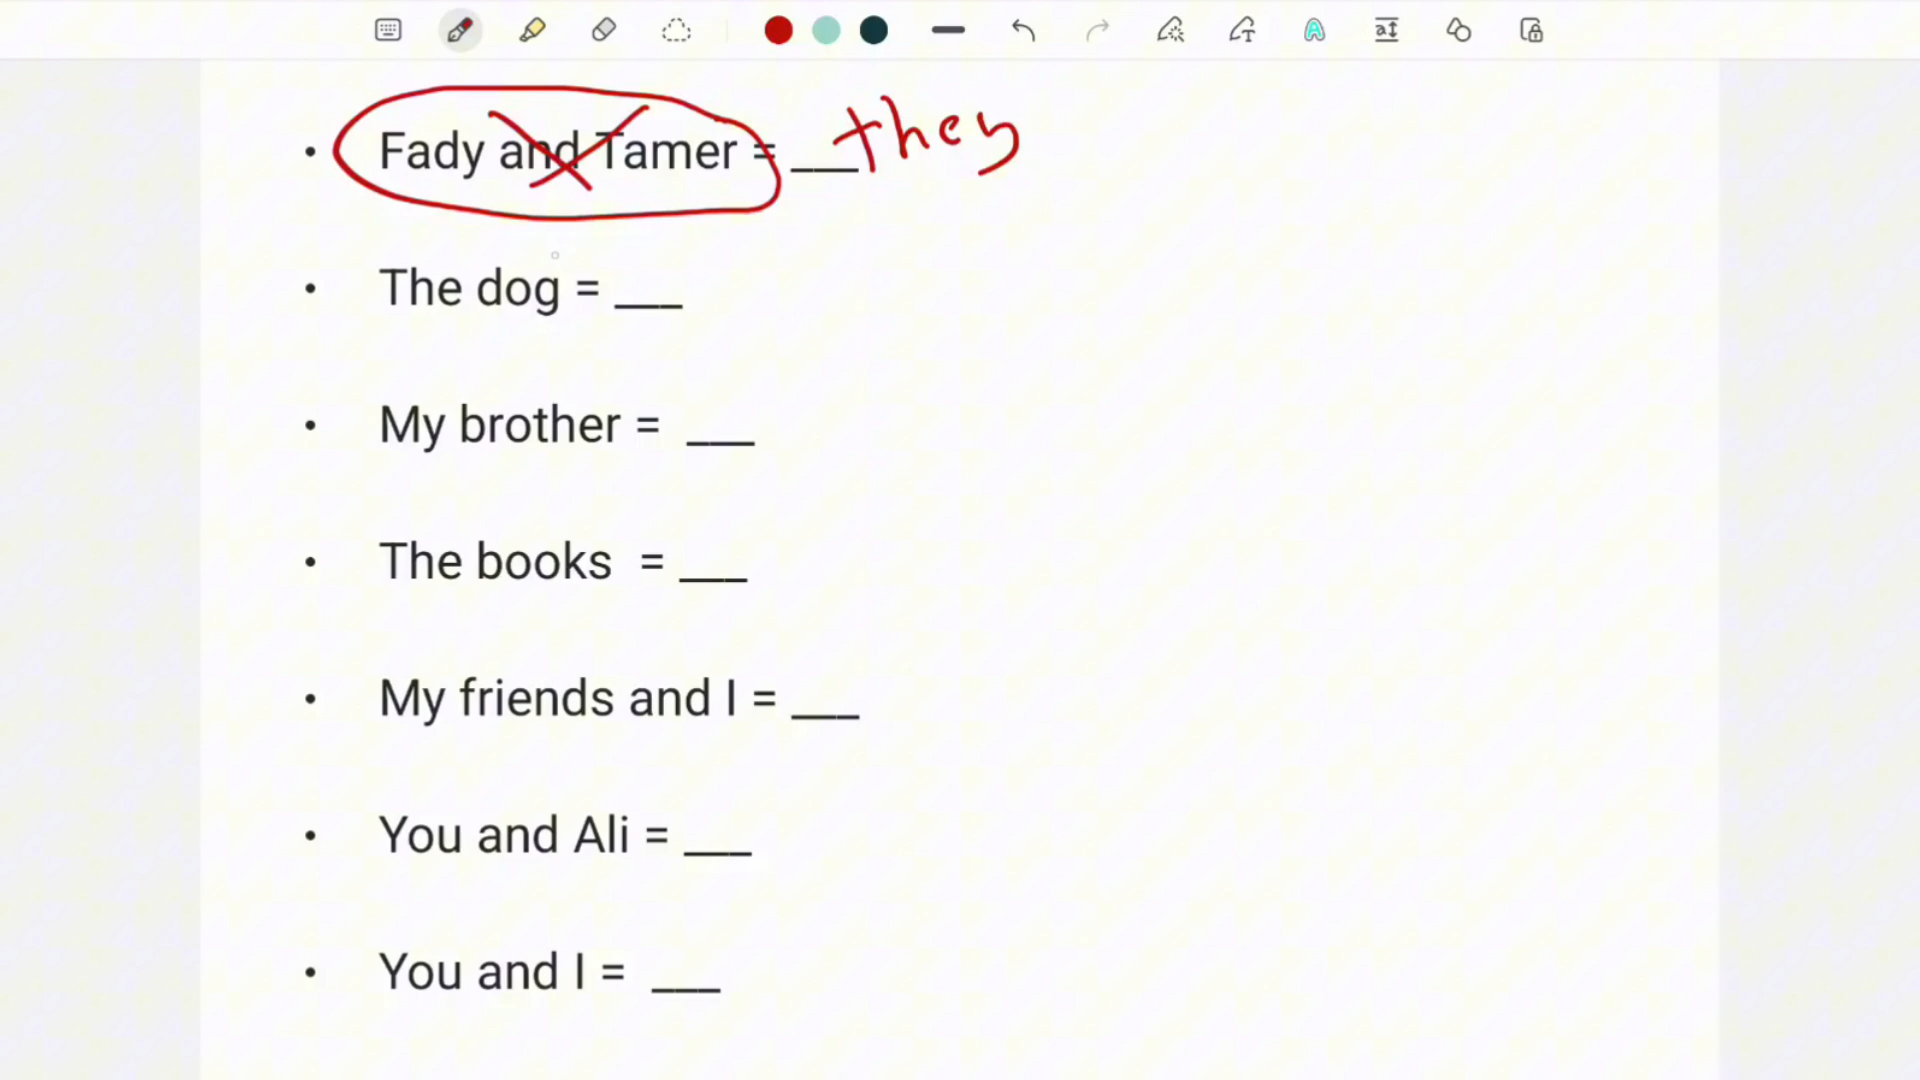 • Fady and Tamer = ___ they
• The dog = ___
• My brother = ___
• The books = ___
• My friends and I = ___
• You and Ali = ___
• You and I = ___